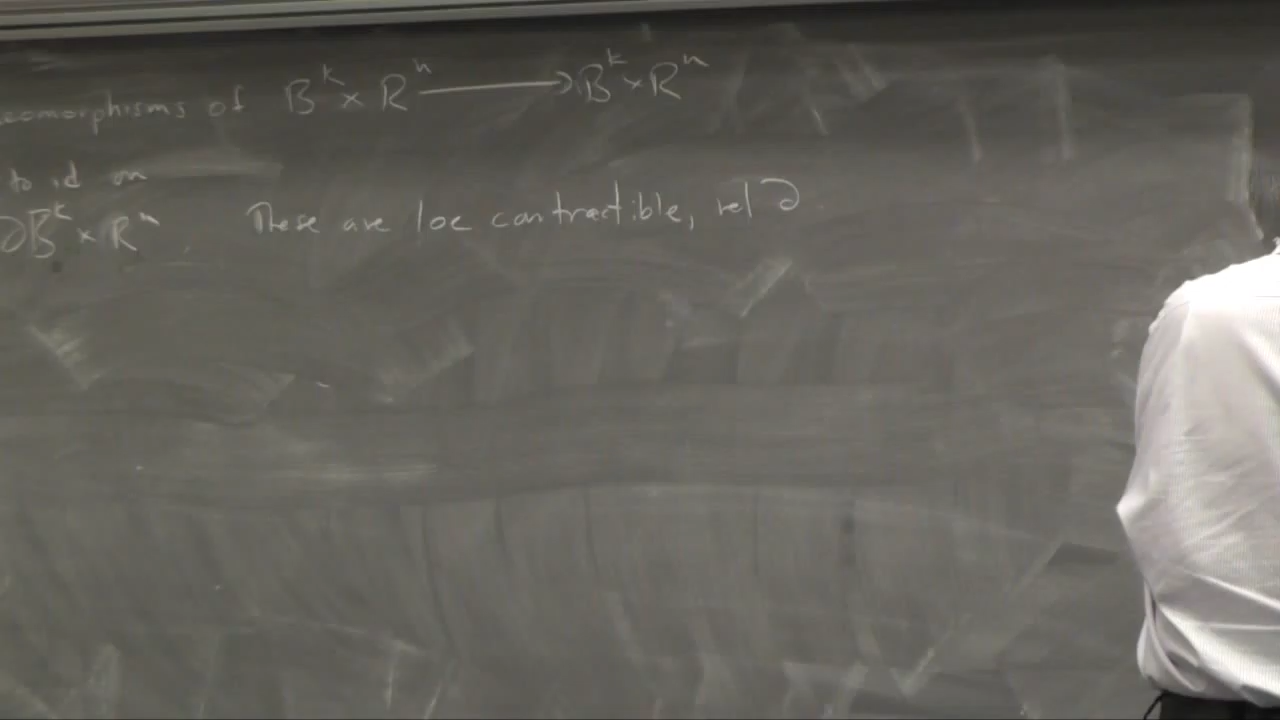 eomorphisms of B^k × R^n ⟶ B^k × R^n
to id on
∂B^k × R^n. These are loc contractible, rel ∂